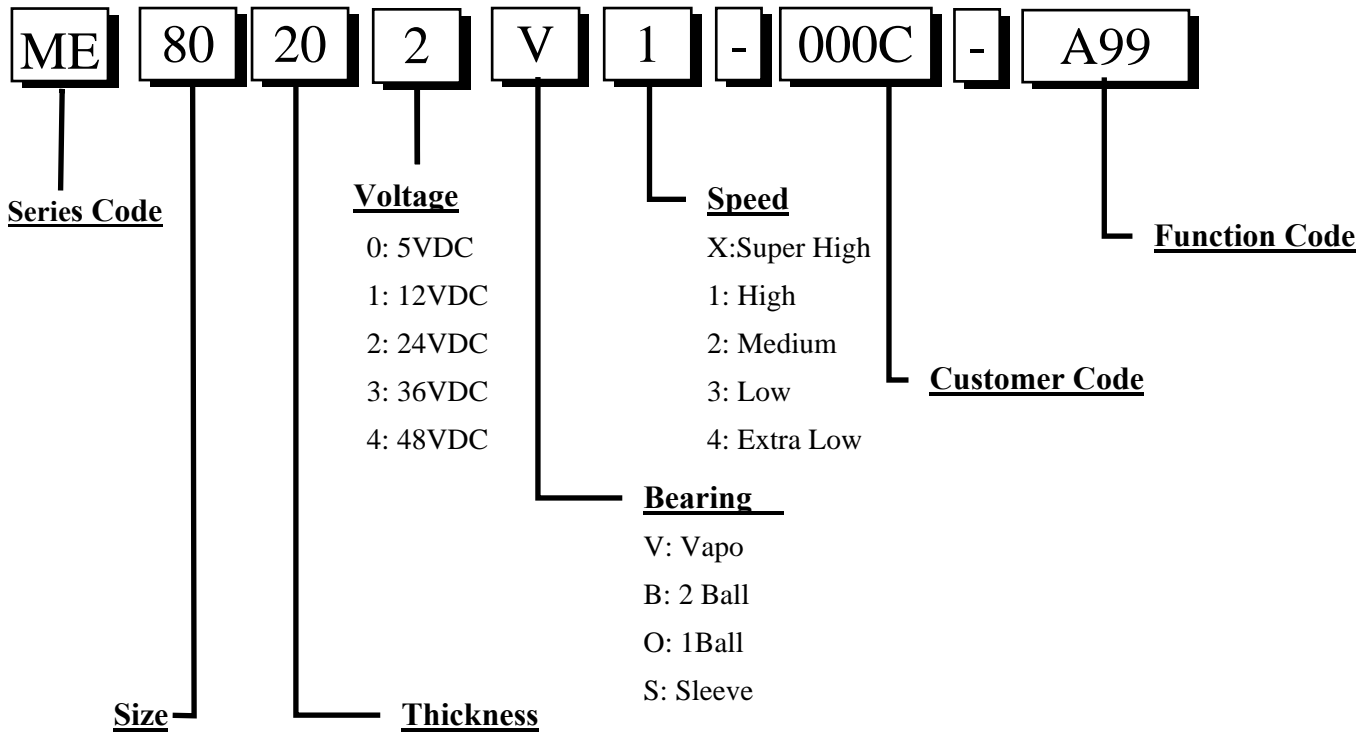 ME 80 20 2 V 1 - 000C - A99
Series Code
Voltage
0: 5VDC
1: 12VDC
2: 24VDC
3: 36VDC
4: 48VDC
Speed
X:Super High
1: High
2: Medium
3: Low
4: Extra Low
Function Code
Customer Code
Bearing
V: Vapo
B: 2 Ball
O: 1Ball
S: Sleeve
Size
Thickness